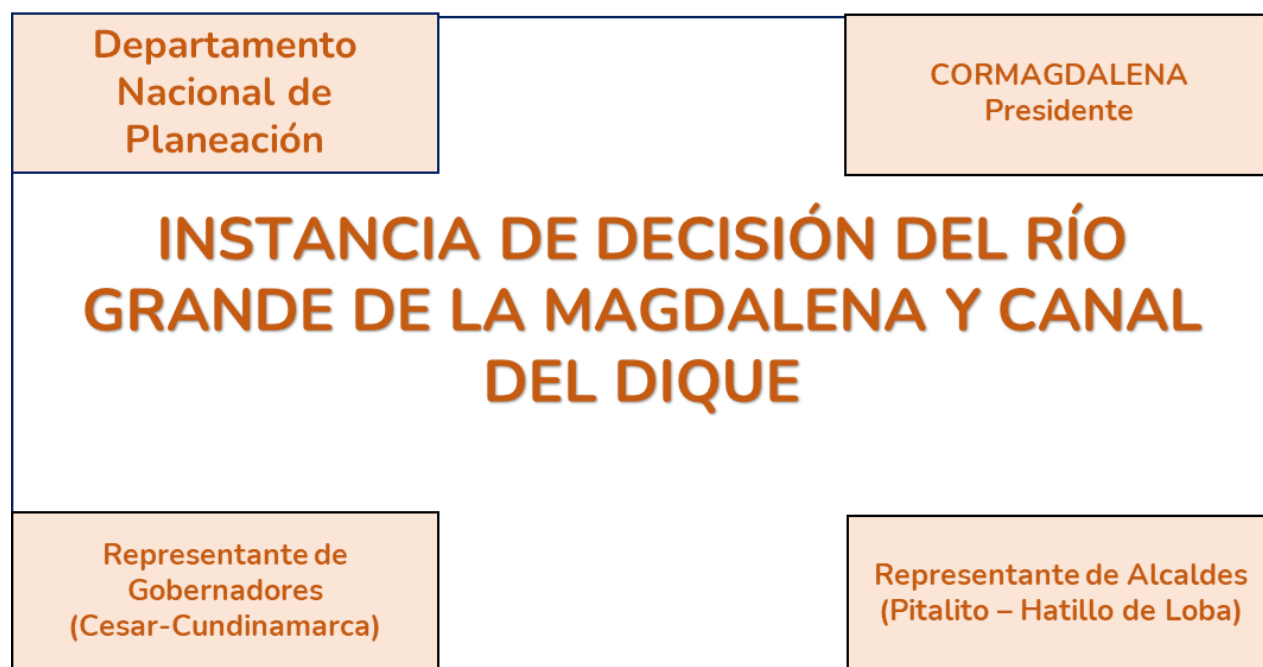 Departamento
Nacional de
Planeación
CORMAGDALENA
Presidente
INSTANCIA DE DECISIÓN DEL RÍO
GRANDE DE LA MAGDALENA Y CANAL
DEL DIQUE
Representante de
Gobernadores
(Cesar-Cundinamarca)
Representante de Alcaldes
(Pitalito – Hatillo de Loba)